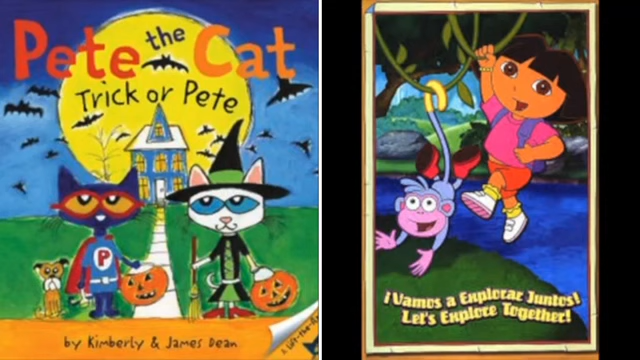 Pete the Cat
Trick or Pete
P
by Kimberly & James Dean
¡Vamos a Explorar Juntos!
Let's Explore Together!